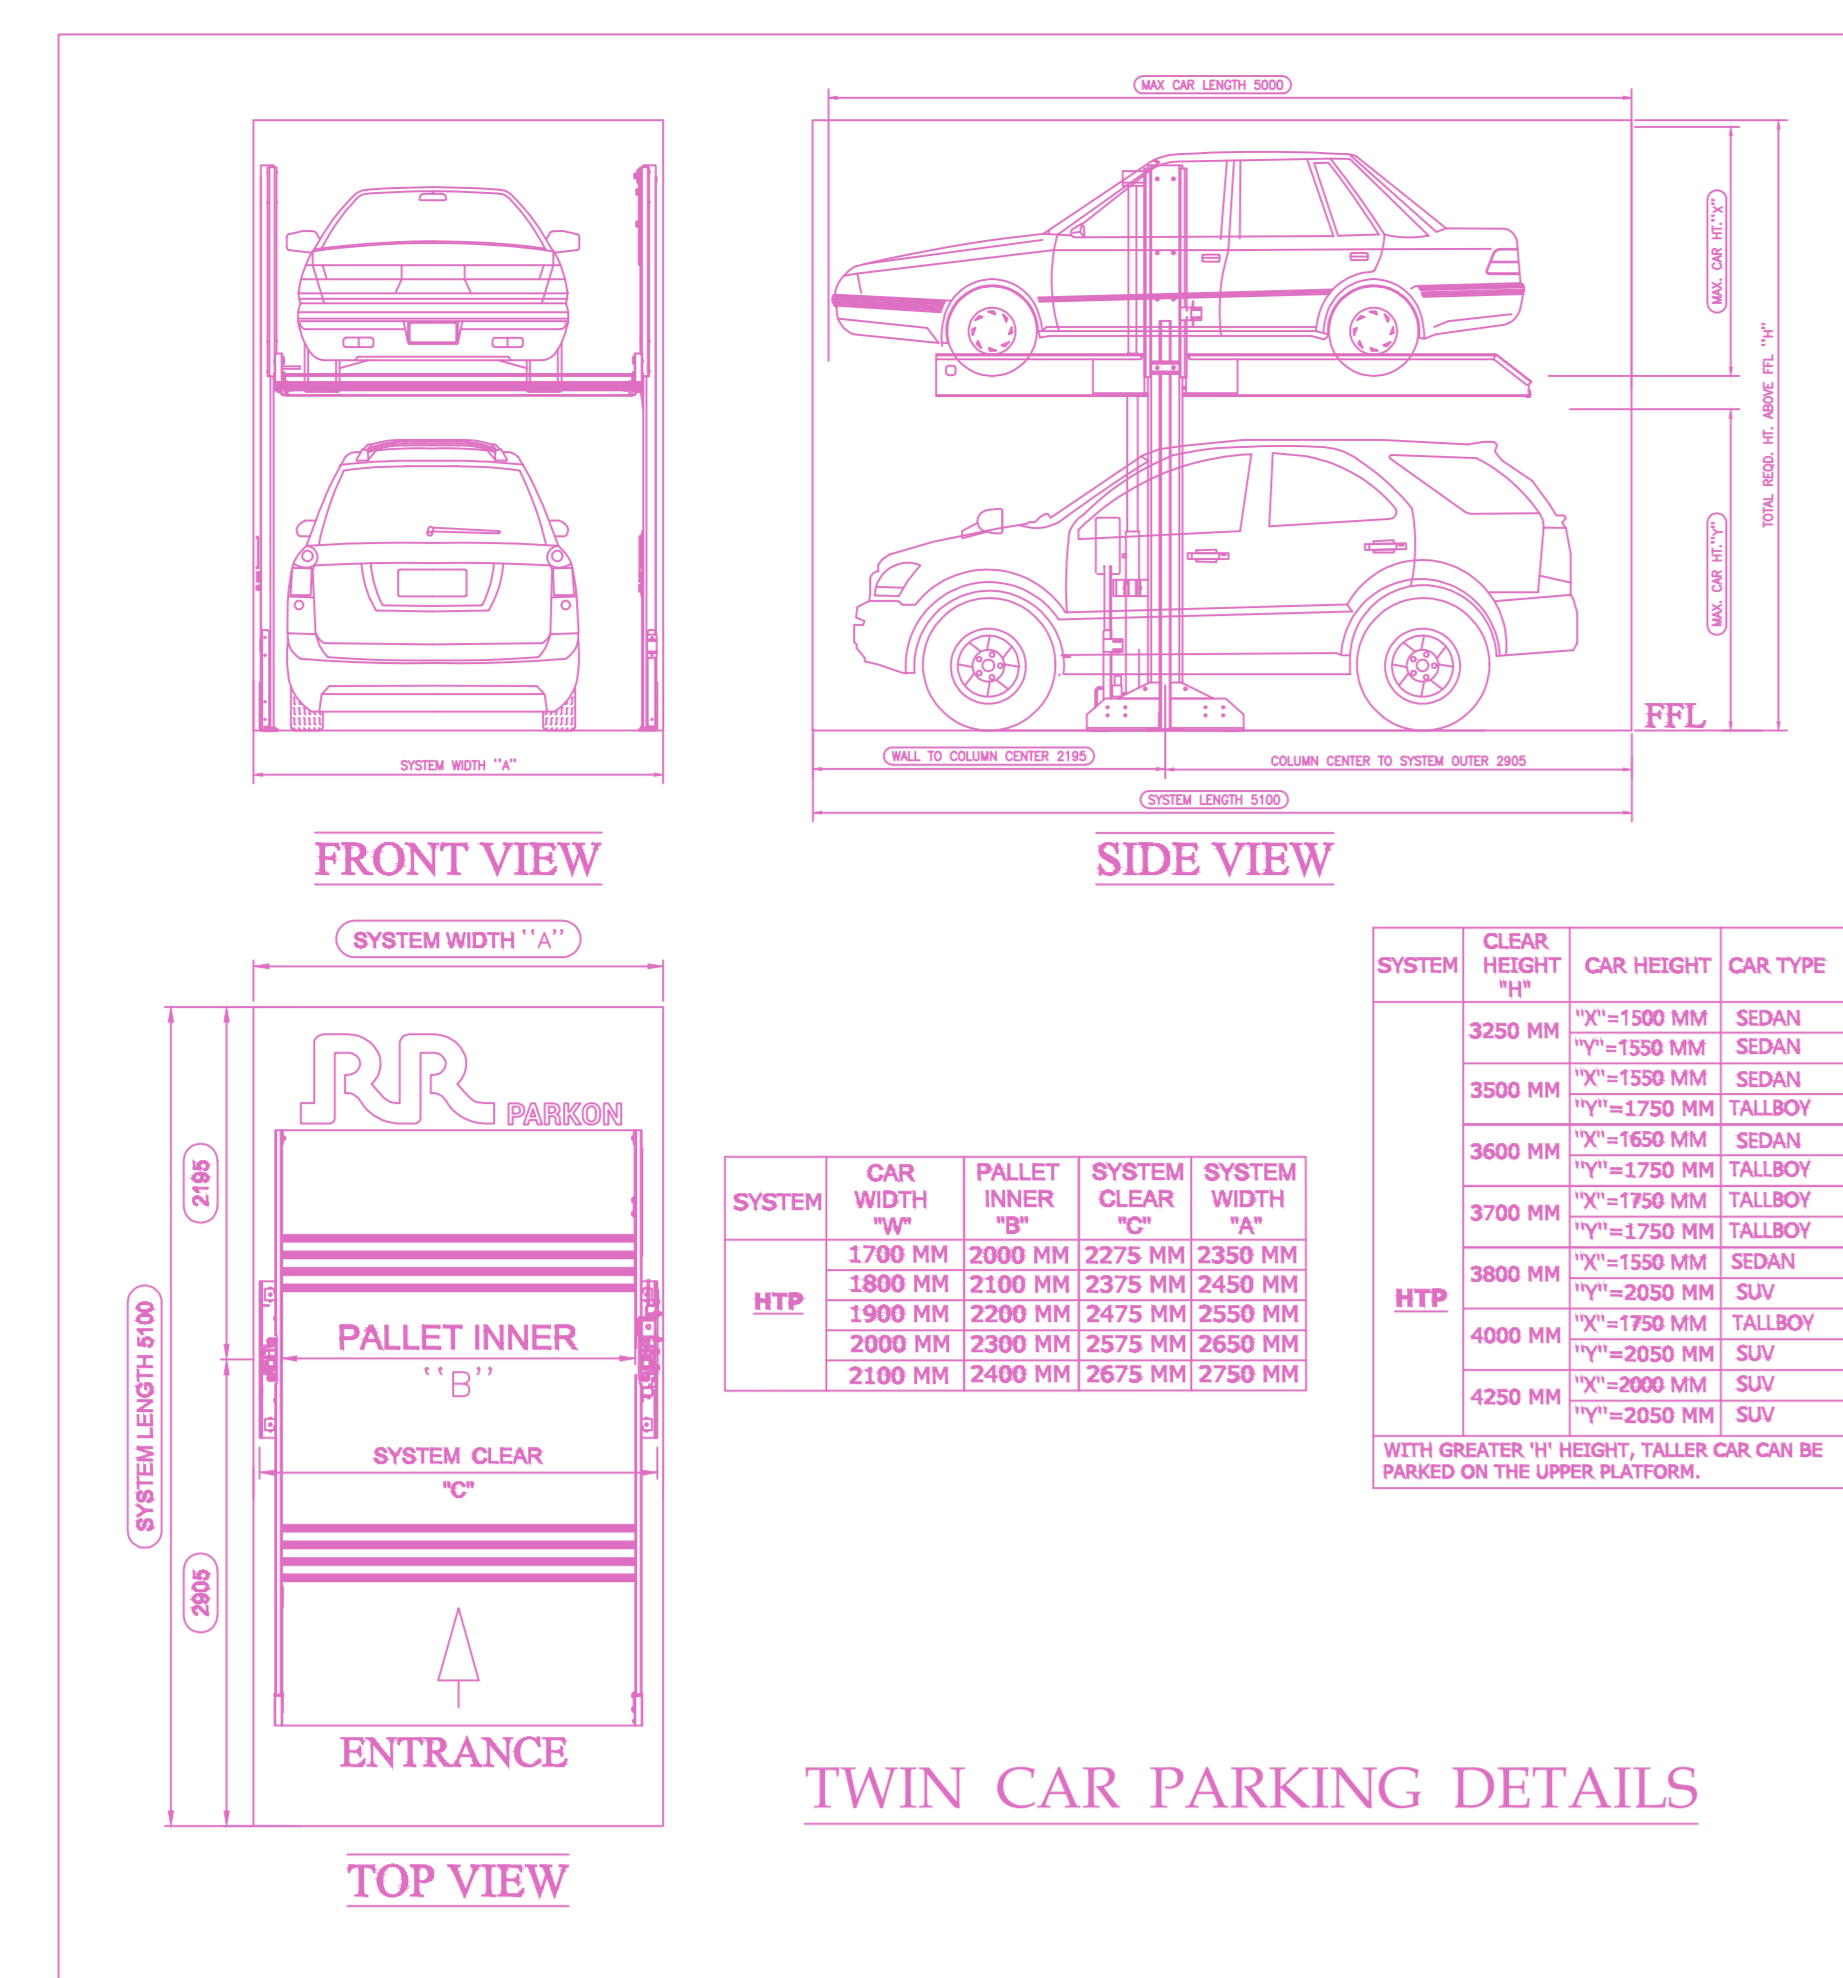 MAX CAR LENGTH 5000
MAX. CAR HT."X"
TOTAL REQD. HT. ABOVE FFL "H"
MAX. CAR HT."Y"
FFL
SYSTEM WIDTH ''A''
WALL TO COLUMN CENTER 2195
COLUMN CENTER TO SYSTEM OUTER 2905
SYSTEM LENGTH 5100
FRONT VIEW
SIDE VIEW
SYSTEM WIDTH ''A''
RR PARKON
2195
SYSTEM LENGTH 5100
2905
PALLET INNER
''B''
SYSTEM CLEAR
"C"
ENTRANCE
TOP VIEW
SYSTEM CAR WIDTH "W" PALLET INNER "B" SYSTEM CLEAR "C" SYSTEM WIDTH "A"
HTP
1700 MM 2000 MM 2275 MM 2350 MM
1800 MM 2100 MM 2375 MM 2450 MM
1900 MM 2200 MM 2475 MM 2550 MM
2000 MM 2300 MM 2575 MM 2650 MM
2100 MM 2400 MM 2675 MM 2750 MM
SYSTEM CLEAR HEIGHT "H" CAR HEIGHT CAR TYPE
HTP
3250 MM "X"=1500 MM SEDAN
"Y"=1550 MM SEDAN
3500 MM "X"=1550 MM SEDAN
"Y"=1750 MM TALLBOY
3600 MM "X"=1650 MM SEDAN
"Y"=1750 MM TALLBOY
3700 MM "X"=1750 MM TALLBOY
"Y"=1750 MM TALLBOY
3800 MM "X"=1550 MM SEDAN
"Y"=2050 MM SUV
4000 MM "X"=1750 MM TALLBOY
"Y"=2050 MM SUV
4250 MM "X"=2000 MM SUV
"Y"=2050 MM SUV
WITH GREATER 'H' HEIGHT, TALLER CAR CAN BE
PARKED ON THE UPPER PLATFORM.
TWIN CAR PARKING DETAILS